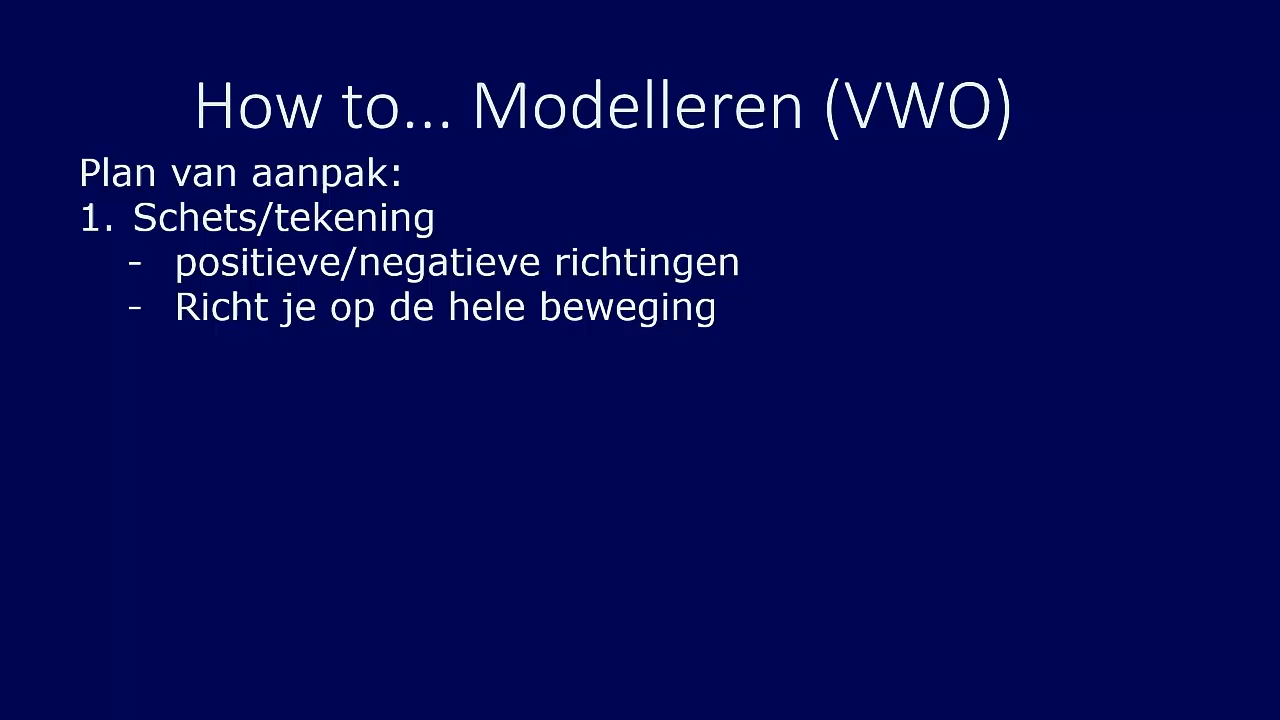 How to... Modelleren (VWO)
Plan van aanpak:
1. Schets/tekening
- positieve/negatieve richtingen
- Richt je op de hele beweging